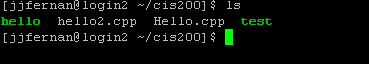 [jjfernan@login2 ~/cis200]$ ls
hello hello2.cpp Hello.cpp test
[jjfernan@login2 ~/cis200]$